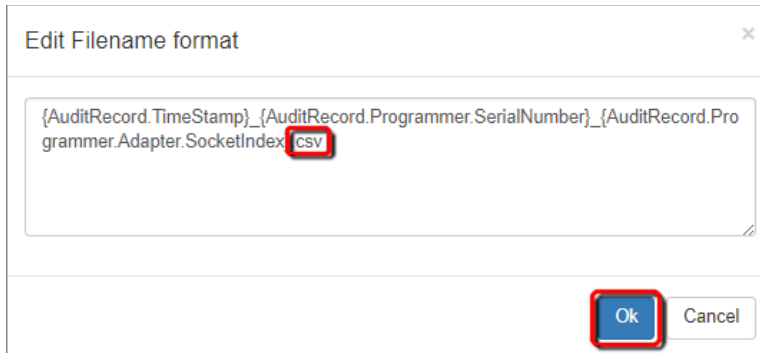 Edit Filename format
×
{AuditRecord.TimeStamp}_{AuditRecord.Programmer.SerialNumber}_{AuditRecord.Pro
grammer.Adapter.SocketIndex csv
Ok
Cancel